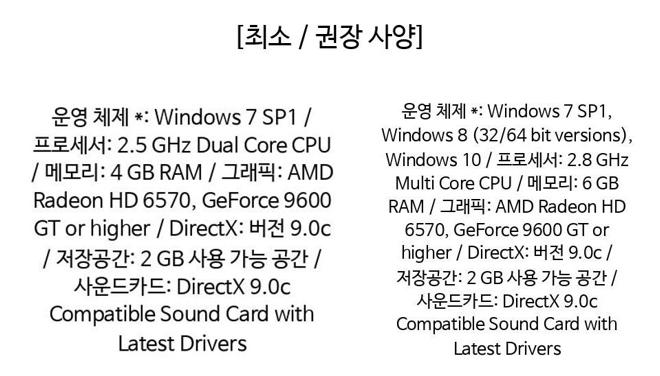 [최소 / 권장 사양]
운영 체제 *: Windows 7 SP1 /
프로세서: 2.5 GHz Dual Core CPU
/ 메모리: 4 GB RAM / 그래픽: AMD
Radeon HD 6570, GeForce 9600
GT or higher / DirectX: 버전 9.0c
/ 저장공간: 2 GB 사용 가능 공간 /
사운드카드: DirectX 9.0c
Compatible Sound Card with
Latest Drivers
운영 체제 *: Windows 7 SP1,
Windows 8 (32/64 bit versions),
Windows 10 / 프로세서: 2.8 GHz
Multi Core CPU / 메모리: 6 GB
RAM / 그래픽: AMD Radeon HD
6570, GeForce 9600 GT or
higher / DirectX: 버전 9.0c /
저장공간: 2 GB 사용 가능 공간 /
사운드카드: DirectX 9.0c
Compatible Sound Card with
Latest Drivers